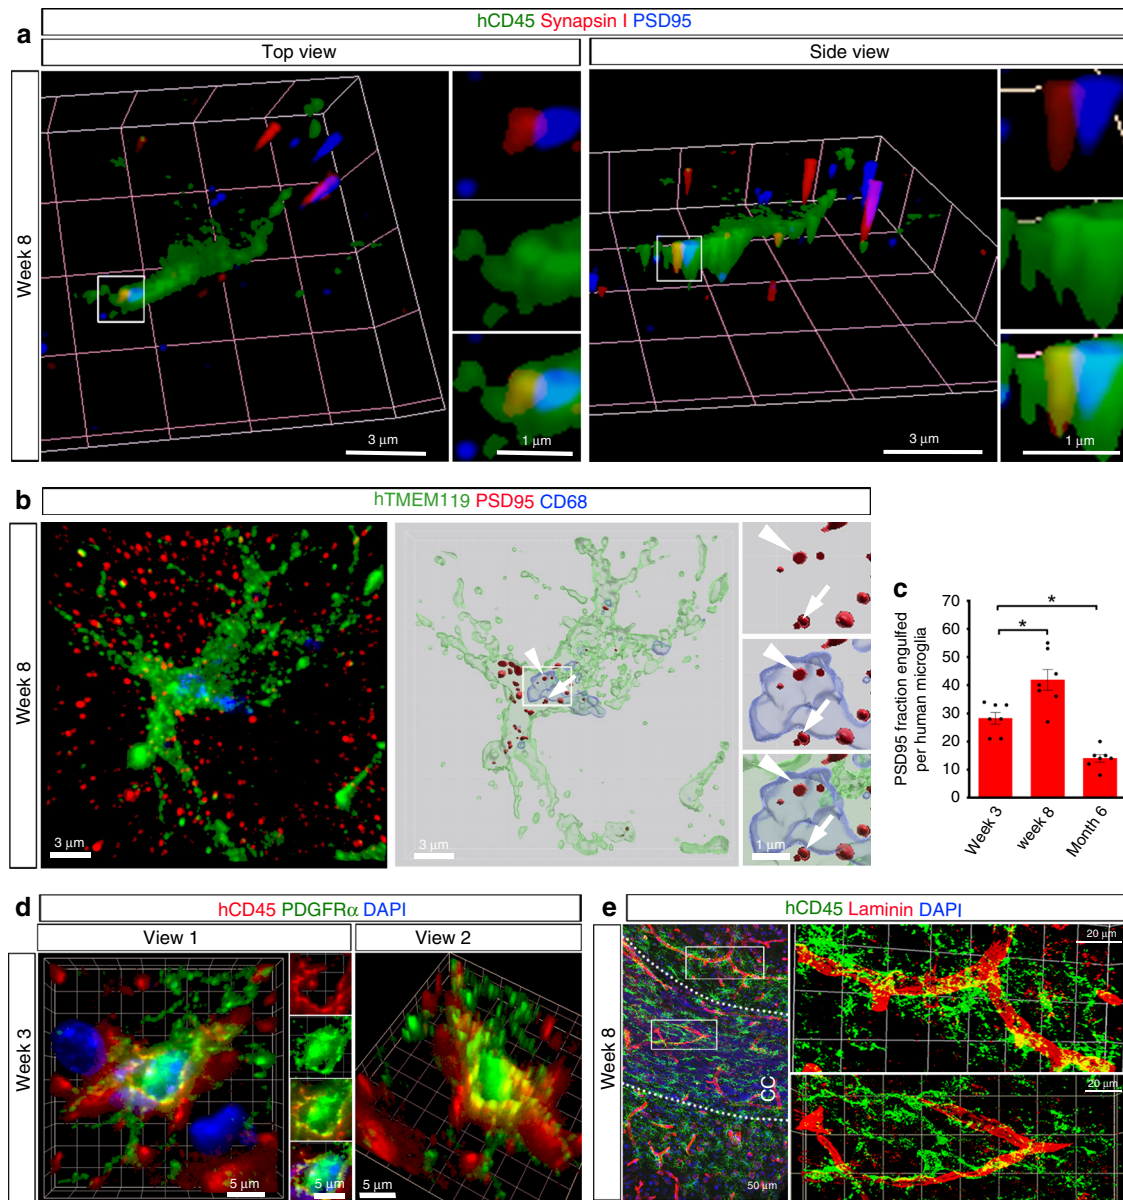 a
hCD45 Synapsin I PSD95
Top view
Side view
Week 8
3 μm
1 μm
3 μm
1 μm
b
hTMEM119 PSD95 CD68
Week 8
3 μm
3 μm
1 μm
c
PSD95 fraction engulfed
per human microglia
70
60
50
40
30
20
10
0
*
*
Week 3
week 8
Month 6
d
hCD45 PDGFRα DAPI
View 1
View 2
Week 3
5 μm
5 μm
5 μm
e
hCD45 Laminin DAPI
Week 8
CC
50 μm
20 μm
20 μm